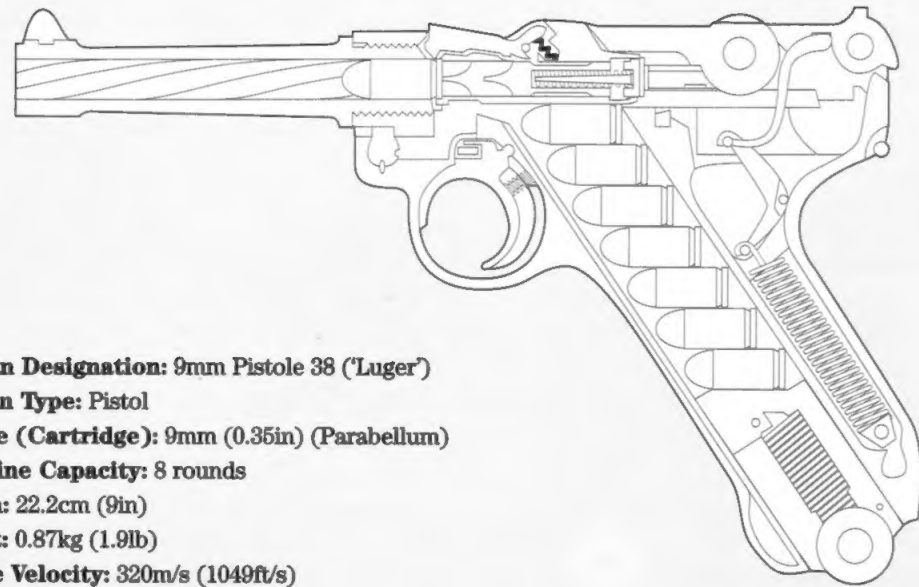 n Designation: 9mm Pistole 38 ('Luger')
n Type: Pistol
e (Cartridge): 9mm (0.35in) (Parabellum)
ine Capacity: 8 rounds
: 22.2cm (9in)
: 0.87kg (1.9lb)
e Velocity: 320m/s (1049ft/s)